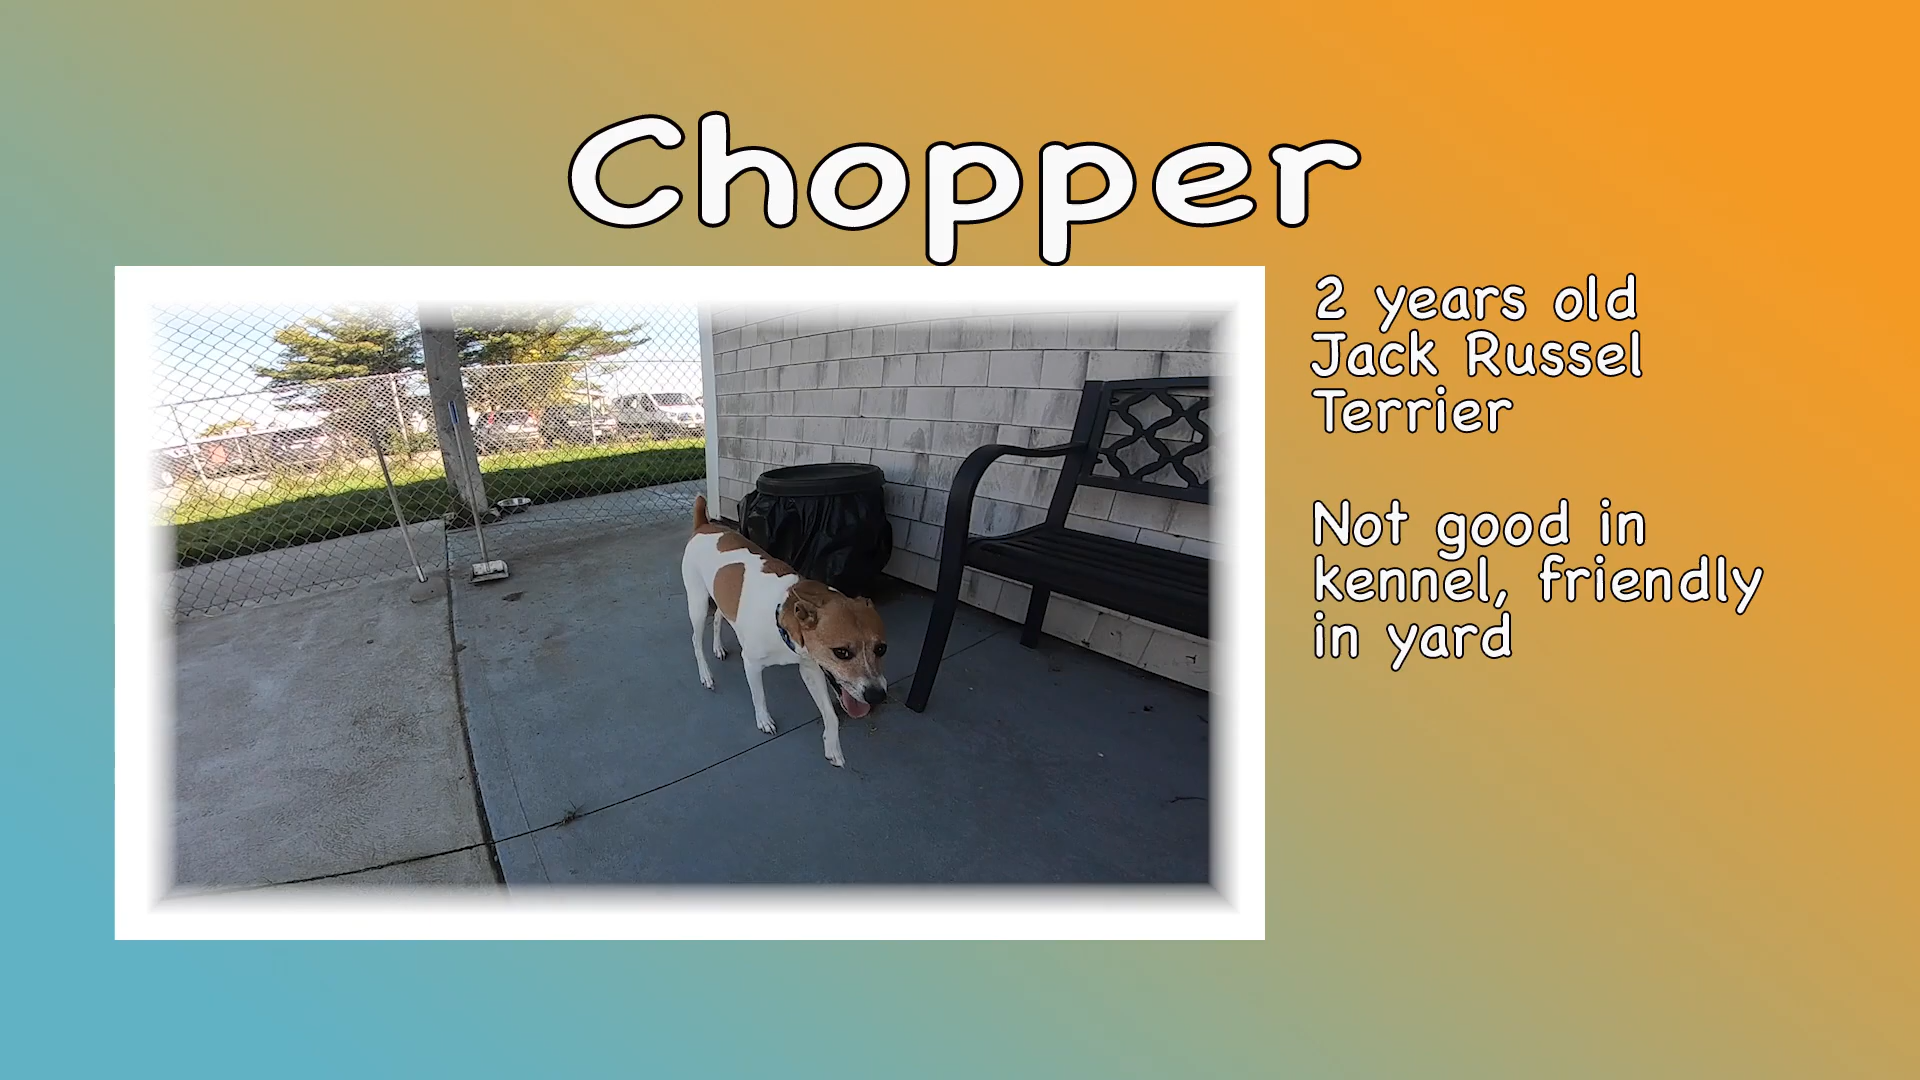 Chopper
2 years old
Jack Russel
Terrier
Not good in
kennel, friendly
in yard